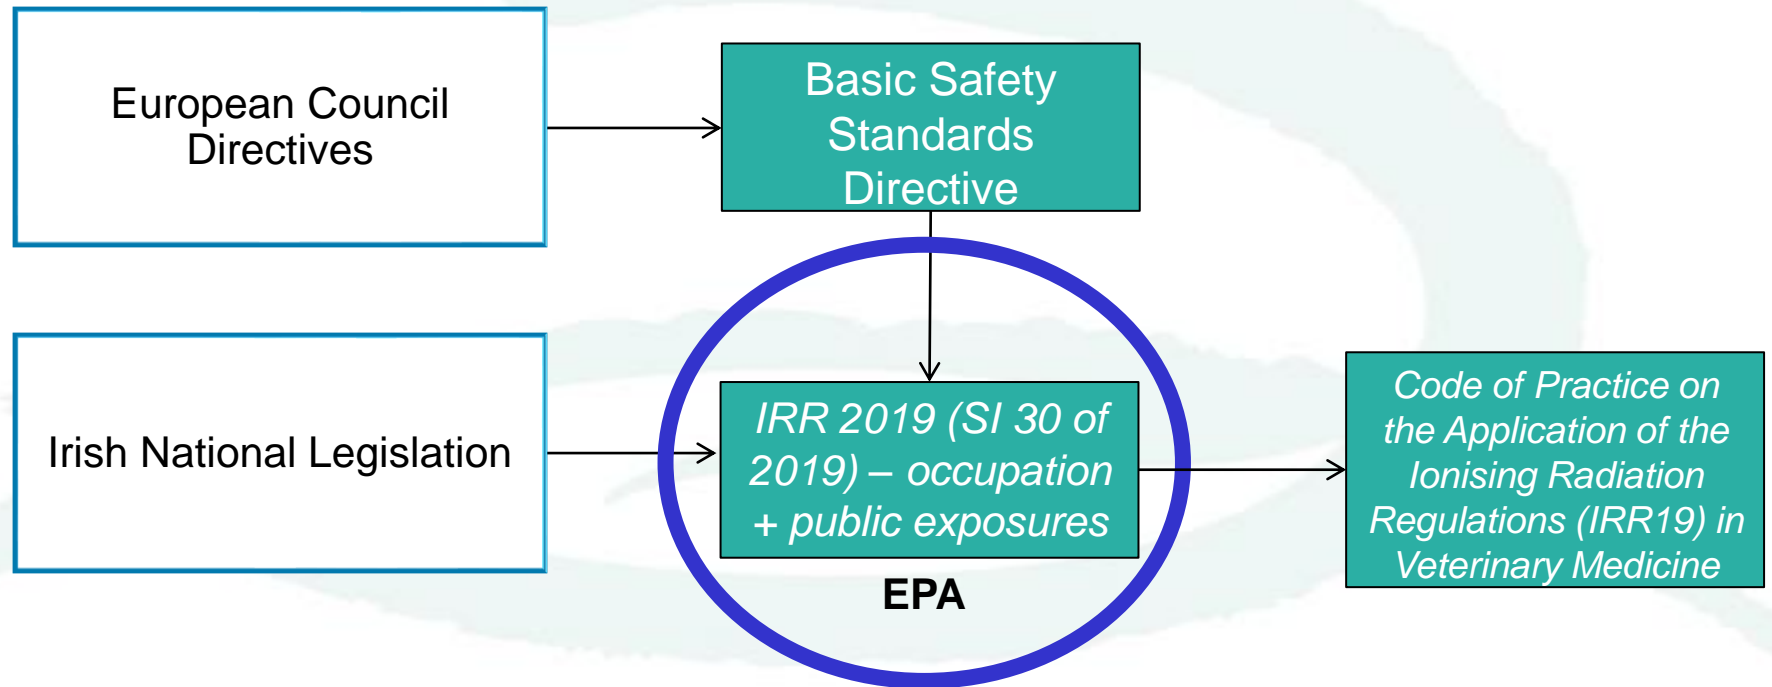 European Council
Directives
Basic Safety
Standards
Directive
Irish National Legislation
IRR 2019 (SI 30 of
2019) – occupation
+ public exposures
EPA
Code of Practice on
the Application of the
Ionising Radiation
Regulations (IRR19) in
Veterinary Medicine